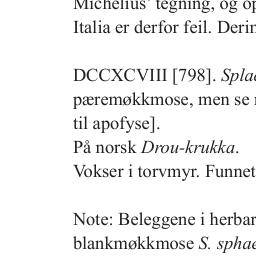 Michelius’ tegning, og op
Italia er derfor feil. Derin
DCCXCVIII [798]. Splac
pæremøkkmose, men se
til apofyse].
På norsk Drou-krukka.
Vokser i torvmyr. Funnet
Note: Beleggene i herbar
blankmøkkmose S. sphae